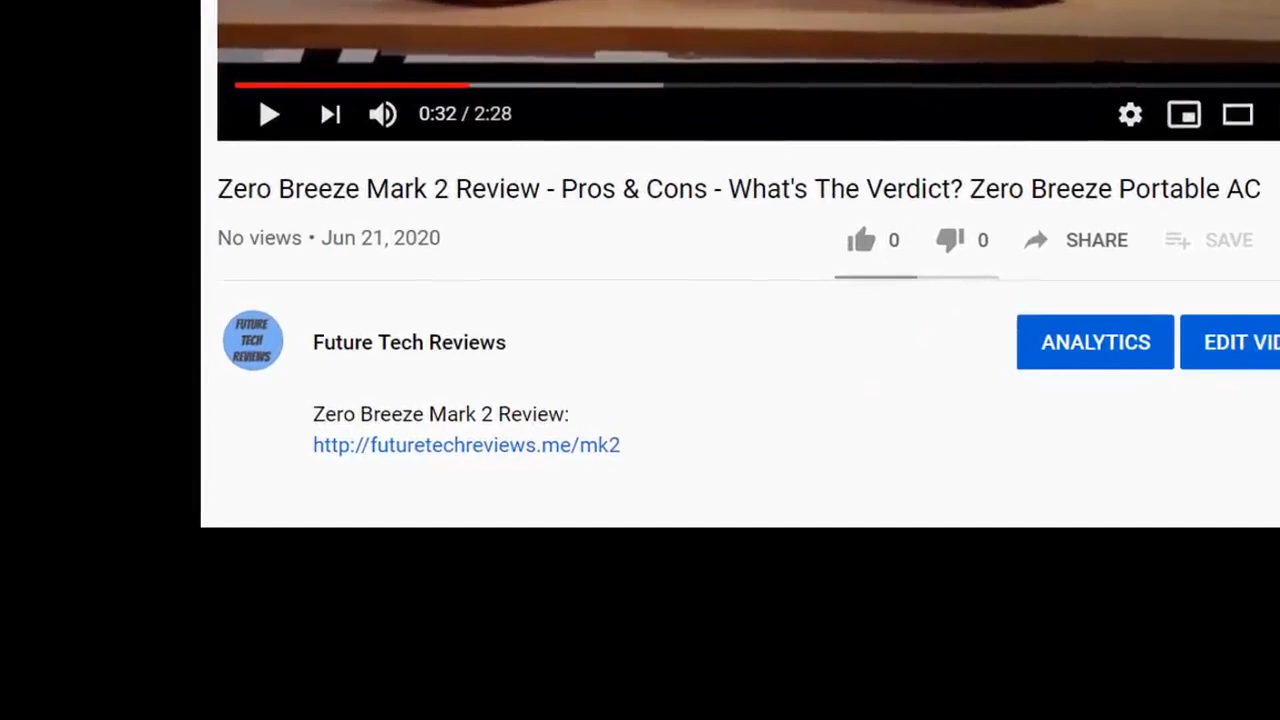 0:32 / 2:28
Zero Breeze Mark 2 Review - Pros & Cons - What's The Verdict? Zero Breeze Portable AC
No views • Jun 21, 2020
0 0 SHARE SAVE
FUTURE
TECH
REVIEWS
Future Tech Reviews
ANALYTICS
EDIT VID
Zero Breeze Mark 2 Review:
http://futuretechreviews.me/mk2